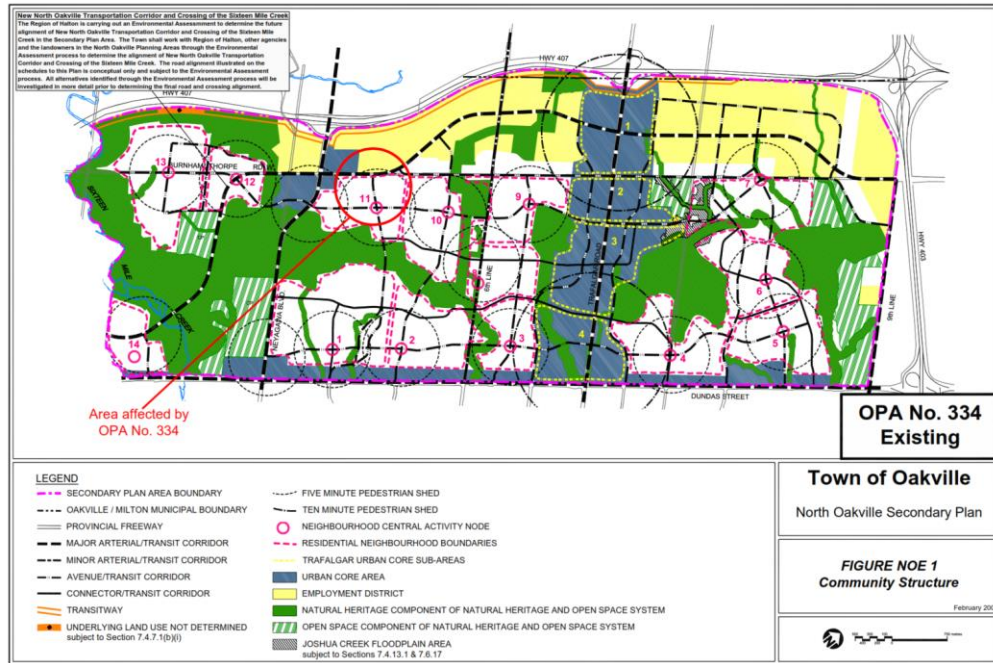 New North Oakville Transportation Corridor and Crossing of the Sixteen Mile Creek
The Region of Halton is carrying out an Environmental Assessment to determine the future
alignment of New Oakville Transportation Corridor and Crossing of the Sixteen Mile
Creek in the Secondary Plan Area. The Town shall work with Region of Halton, other agencies
and the landowners in the North Oakville Planning Areas through the Environmental
Assessment process to determine the alignment of New North Oakville Transportation
Corridor and Crossing of the Sixteen Mile Creek. The road alignment illustrated on the
schedules to this Plan is conceptual only and subject to the Environmental Assessment
process. All alternatives identified through the Environmental Assessment process will be
investigated in more detail prior to determining the final road and crossing alignment.
HWY 407
HWY 407
1
13
BURNHAMTHORPE RD W
12
11
10
9
2
3
SIXTEEN
MILE
CREEK
NEYAGAWA BLVD
6th LINE
TRAFALGAR ROAD
6
9th LINE
HWY 403
14
1
2
3
4
4
5
DUNDAS STREET
Area affected by
OPA No. 334
OPA No. 334
Existing
LEGEND
SECONDARY PLAN AREA BOUNDARY
OAKVILLE / MILTON MUNICIPAL BOUNDARY
PROVINCIAL FREEWAY
MAJOR ARTERIAL/TRANSIT CORRIDOR
MINOR ARTERIAL/TRANSIT CORRIDOR
AVENUE/TRANSIT CORRIDOR
CONNECTOR/TRANSIT CORRIDOR
TRANSITWAY
UNDERLYING LAND USE NOT DETERMINED
subject to Section 7.4.7.1(b)(i)
FIVE MINUTE PEDESTRIAN SHED
TEN MINUTE PEDESTRIAN SHED
NEIGHBOURHOOD CENTRAL ACTIVITY NODE
RESIDENTIAL NEIGHBOURHOOD BOUNDARIES
TRAFALGAR URBAN CORE SUB-AREAS
URBAN CORE AREA
EMPLOYMENT DISTRICT
NATURAL HERITAGE COMPONENT OF NATURAL HERITAGE AND OPEN SPACE SYSTEM
OPEN SPACE COMPONENT OF NATURAL HERITAGE AND OPEN SPACE SYSTEM
JOSHUA CREEK FLOODPLAIN AREA
subject to Sections 7.4.13.1 & 7.6.17
Town of Oakville
North Oakville Secondary Plan
FIGURE NOE 1
Community Structure
February